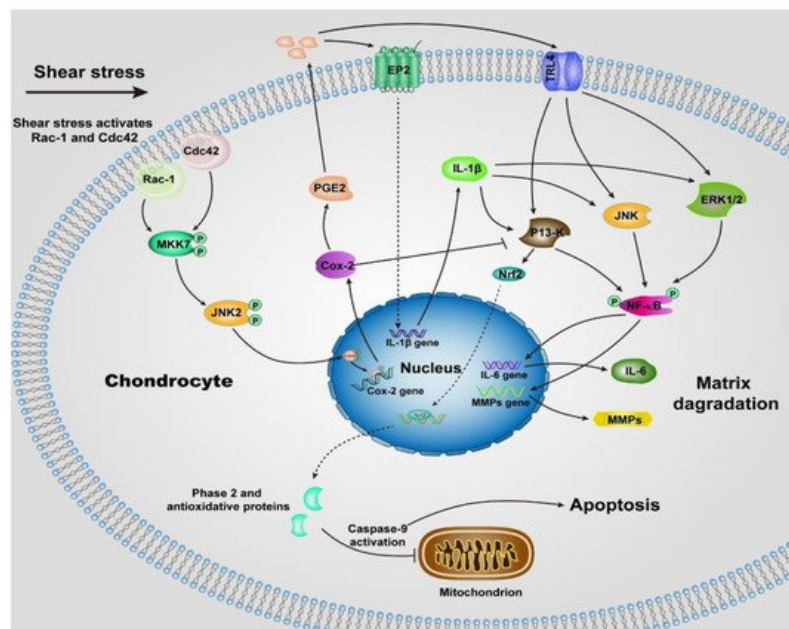 Shear stress
Shear stress activates
Rac-1 and Cdc42
EP2
TRL4
Cdc42
Rac-1
IL-1β
PGE2
ERK1/2
JNK
P13-K
MKK7
P
P
Cox-2
Nrf2
P
P
NF-κB
JNK2
P
P
IL-1β gene
Nucleus
Chondrocyte
Cox-2 gene
IL-6 gene
IL-6
Matrix
dagradation
MMPs gene
MMPs
Phase 2 and
antioxidative proteins
Caspase-9
activation
Apoptosis
Mitochondrion